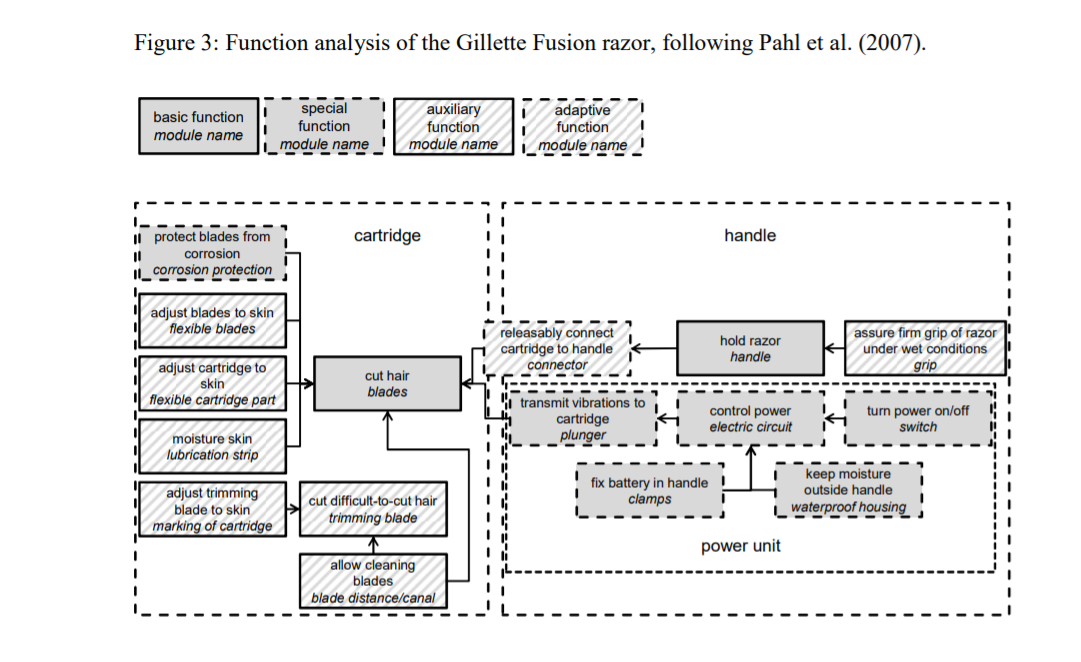 Figure 3: Function analysis of the Gillette Fusion razor, following Pahl et al. (2007).
basic function
module name
special
function
module name
auxiliary
function
module name
adaptive
function
module name
cartridge
protect blades from
corrosion
corrosion protection
adjust blades to skin
flexible blades
adjust cartridge to
skin
flexible cartridge part
moisture skin
lubrication strip
adjust trimming
blade to skin
marking of cartridge
cut hair
blades
cut difficult-to-cut hair
trimming blade
allow cleaning
blades
blade distance/canal
handle
releasably connect
cartridge to handle
connector
hold razor
handle
assure firm grip of razor
under wet conditions
grip
transmit vibrations to
cartridge
plunger
control power
electric circuit
turn power on/off
switch
fix battery in handle
clamps
keep moisture
outside handle
waterproof housing
power unit